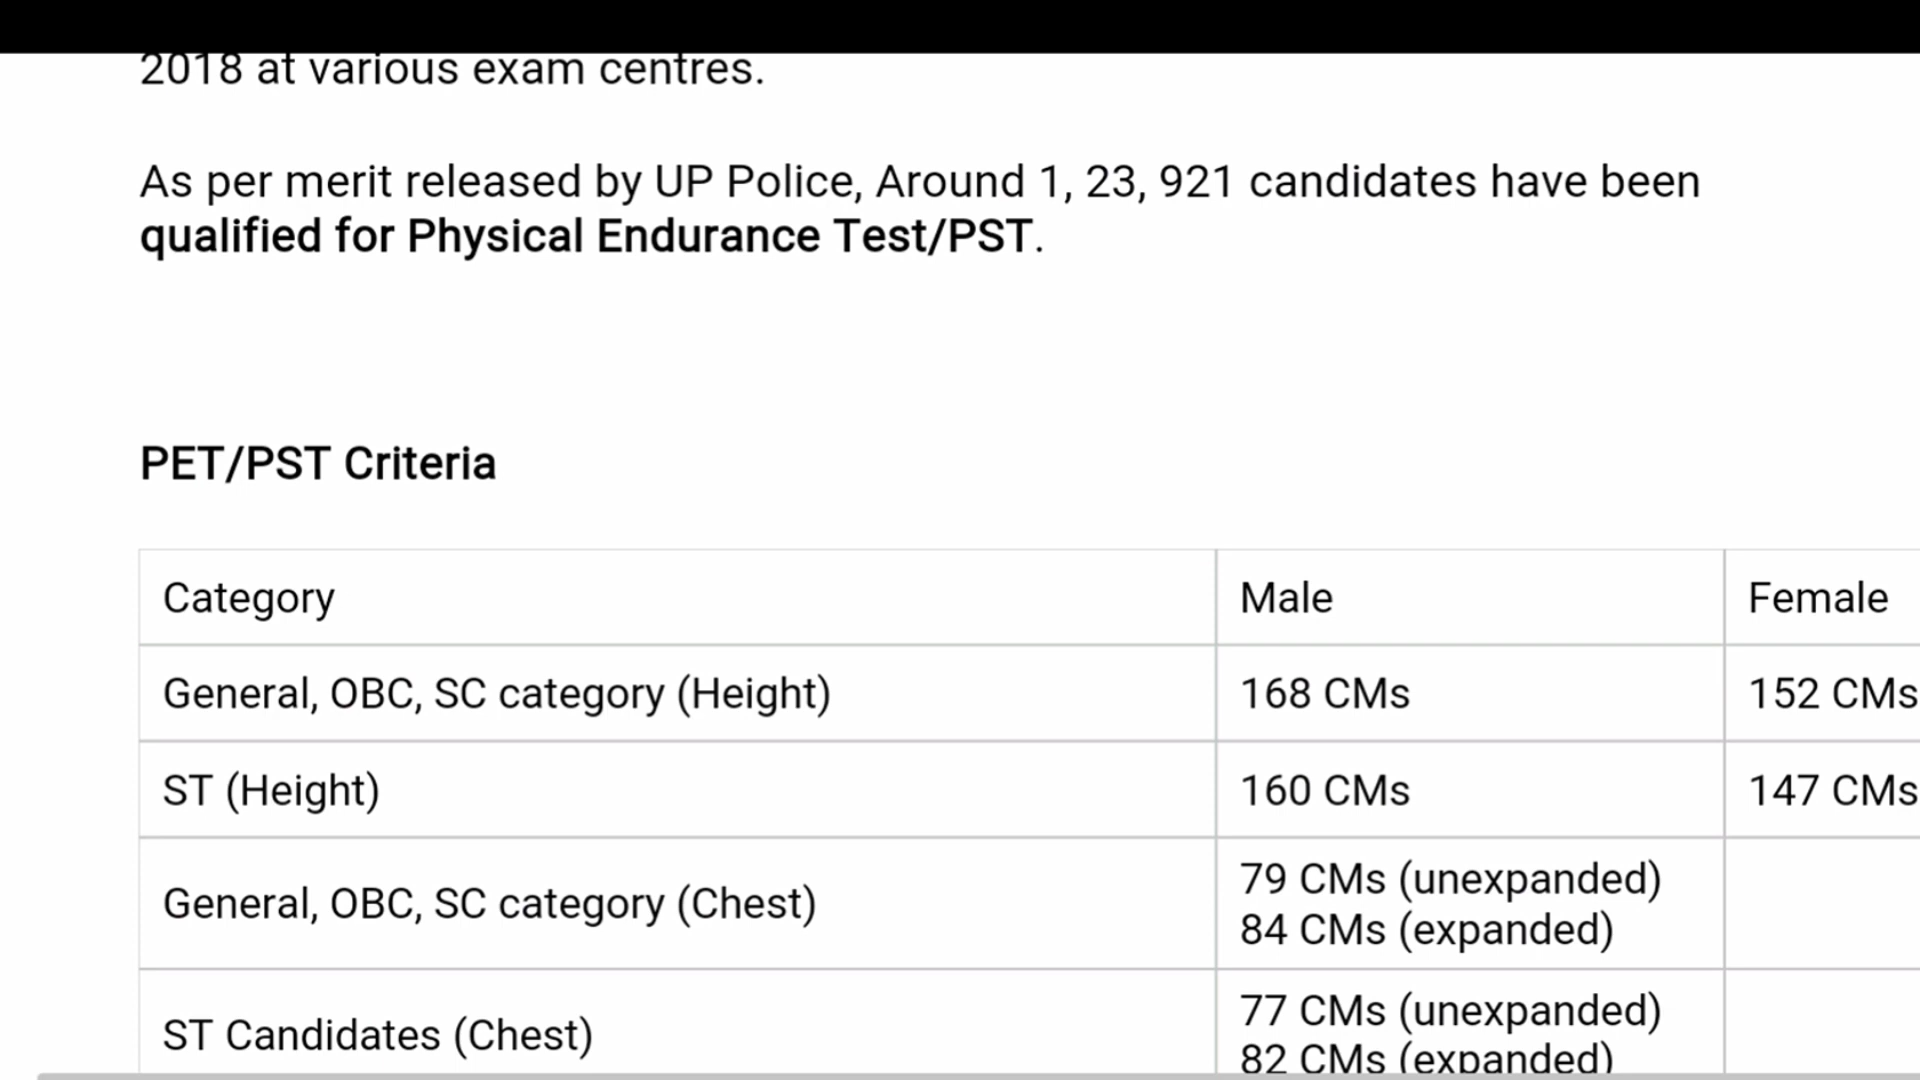 2018 at various exam centres.
As per merit released by UP Police, Around 1, 23, 921 candidates have been
qualified for Physical Endurance Test/PST.
PET/PST Criteria
Category Male Female
General, OBC, SC category (Height) 168 CMs 152 CMs
ST (Height) 160 CMs 147 CMs
General, OBC, SC category (Chest) 79 CMs (unexpanded)
84 CMs (expanded)
ST Candidates (Chest) 77 CMs (unexpanded)
82 CMs (expanded)